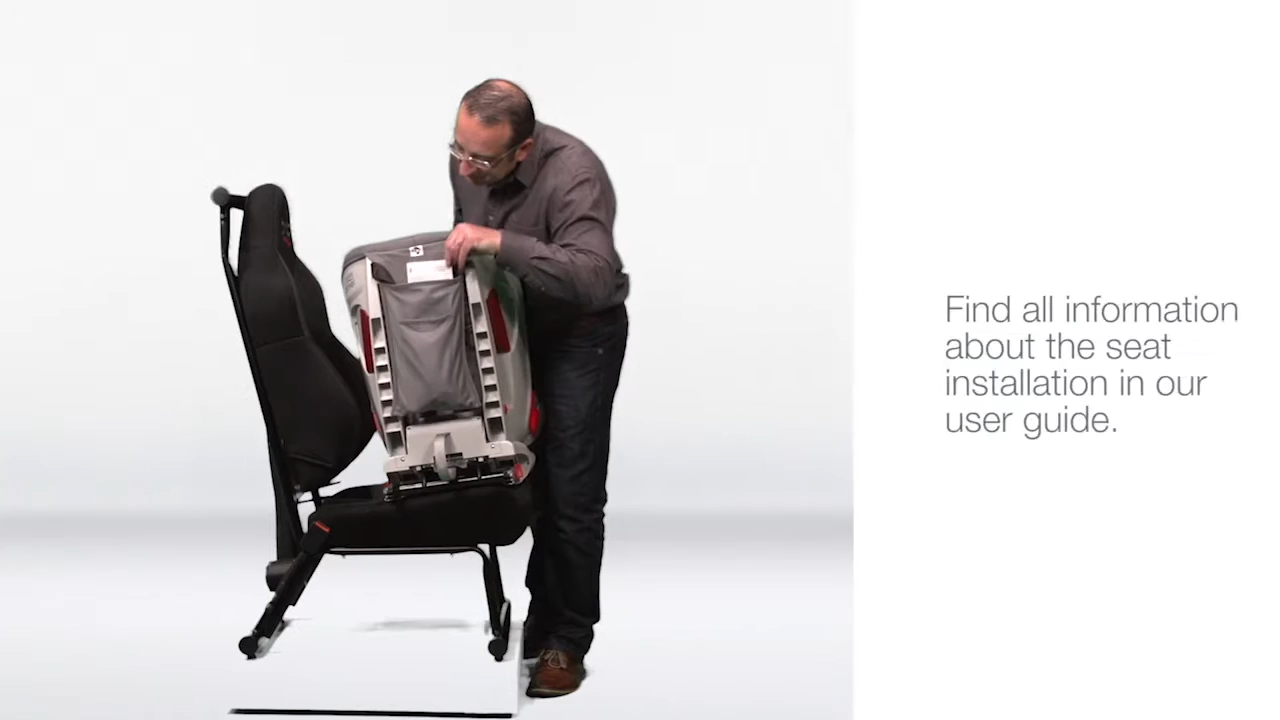 Find all information
about the seat
installation in our
user guide.